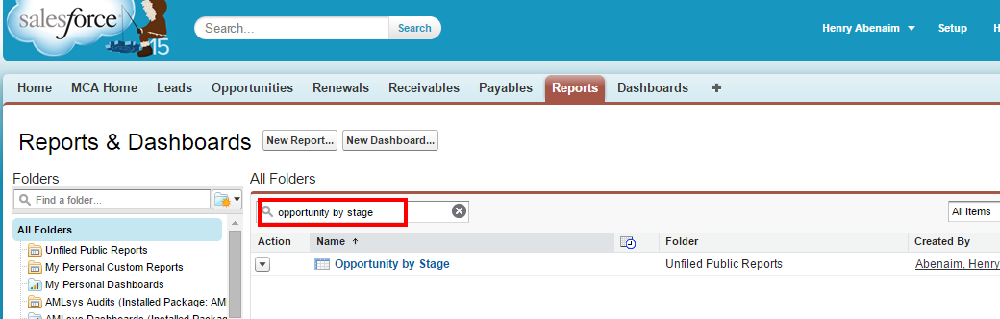 salesforce
15
Search...
Search
Henry Abenaim
Setup
H
Home
MCA Home
Leads
Opportunities
Renewals
Receivables
Payables
Reports
Dashboards
+
Reports & Dashboards
New Report...
New Dashboard...
Folders
Find a folder...
All Folders
Unfiled Public Reports
My Personal Custom Reports
My Personal Dashboards
AMLsys Audits (Installed Package: AML
AMLsys Dashboards (Installed Packag
All Folders
opportunity by stage
All Items
Action
Name
Folder
Created By
Opportunity by Stage
Unfiled Public Reports
Abenaim, Henry